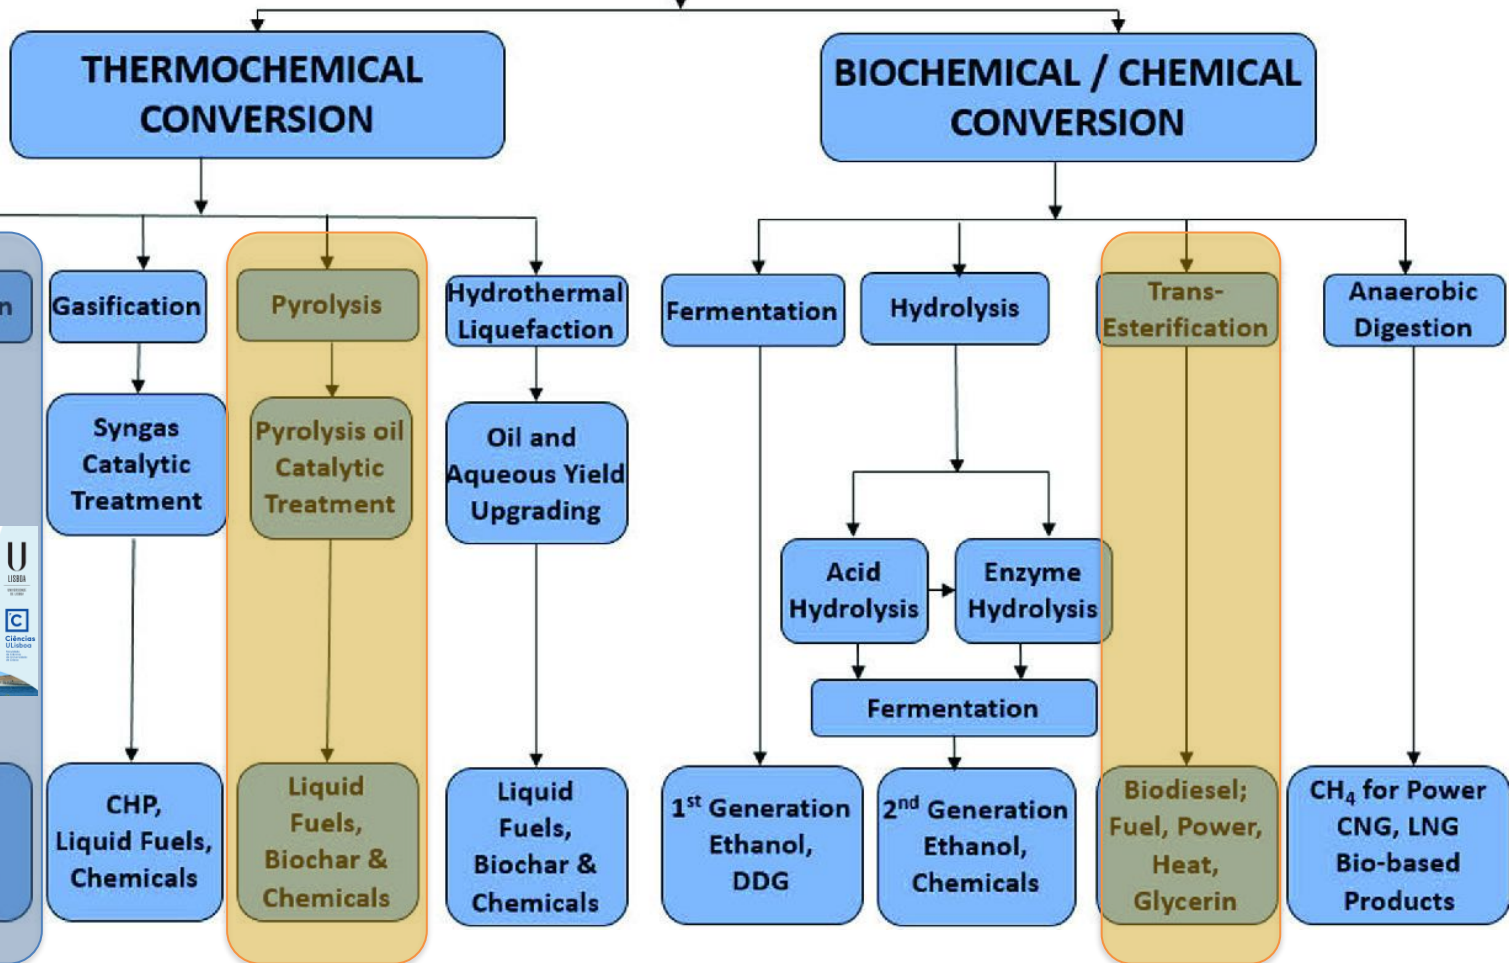 THERMOCHEMICAL
CONVERSION
BIOCHEMICAL / CHEMICAL
CONVERSION
n
Gasification
Pyrolysis
Hydrothermal
Liquefaction
Fermentation
Hydrolysis
Trans-
Esterification
Anaerobic
Digestion
Syngas
Catalytic
Treatment
Pyrolysis oil
Catalytic
Treatment
Oil and
Aqueous Yield
Upgrading
U
LISBOA
C
Ciências
ULisboa
Acid
Hydrolysis
Enzyme
Hydrolysis
Fermentation
CHP,
Liquid Fuels,
Chemicals
Liquid
Fuels,
Biochar &
Chemicals
Liquid
Fuels,
Biochar &
Chemicals
1st Generation
Ethanol,
DDG
2nd Generation
Ethanol,
Chemicals
Biodiesel;
Fuel, Power,
Heat,
Glycerin
CH4 for Power
CNG, LNG
Bio-based
Products